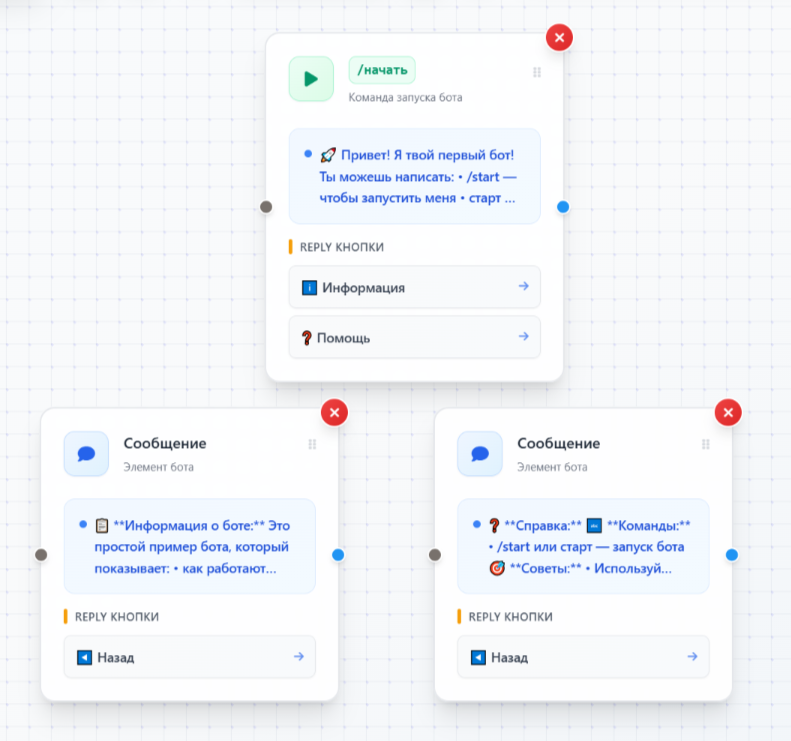 /начать
Команда запуска бота
🚀 Привет! Я твой первый бот!
Ты можешь написать: • /start —
чтобы запустить меня • старт ...
REPLY КНОПКИ
ℹ️ Информация
❓ Помощь
Сообщение
Элемент бота
📋 **Информация о боте:** Это
простой пример бота, который
показывает: • как работают...
REPLY КНОПКИ
◀️ Назад
Сообщение
Элемент бота
❓ **Справка:** 🔤 **Команды:**
• /start или старт — запуск бота
🎯 **Советы:** • Используй...
REPLY КНОПКИ
◀️ Назад